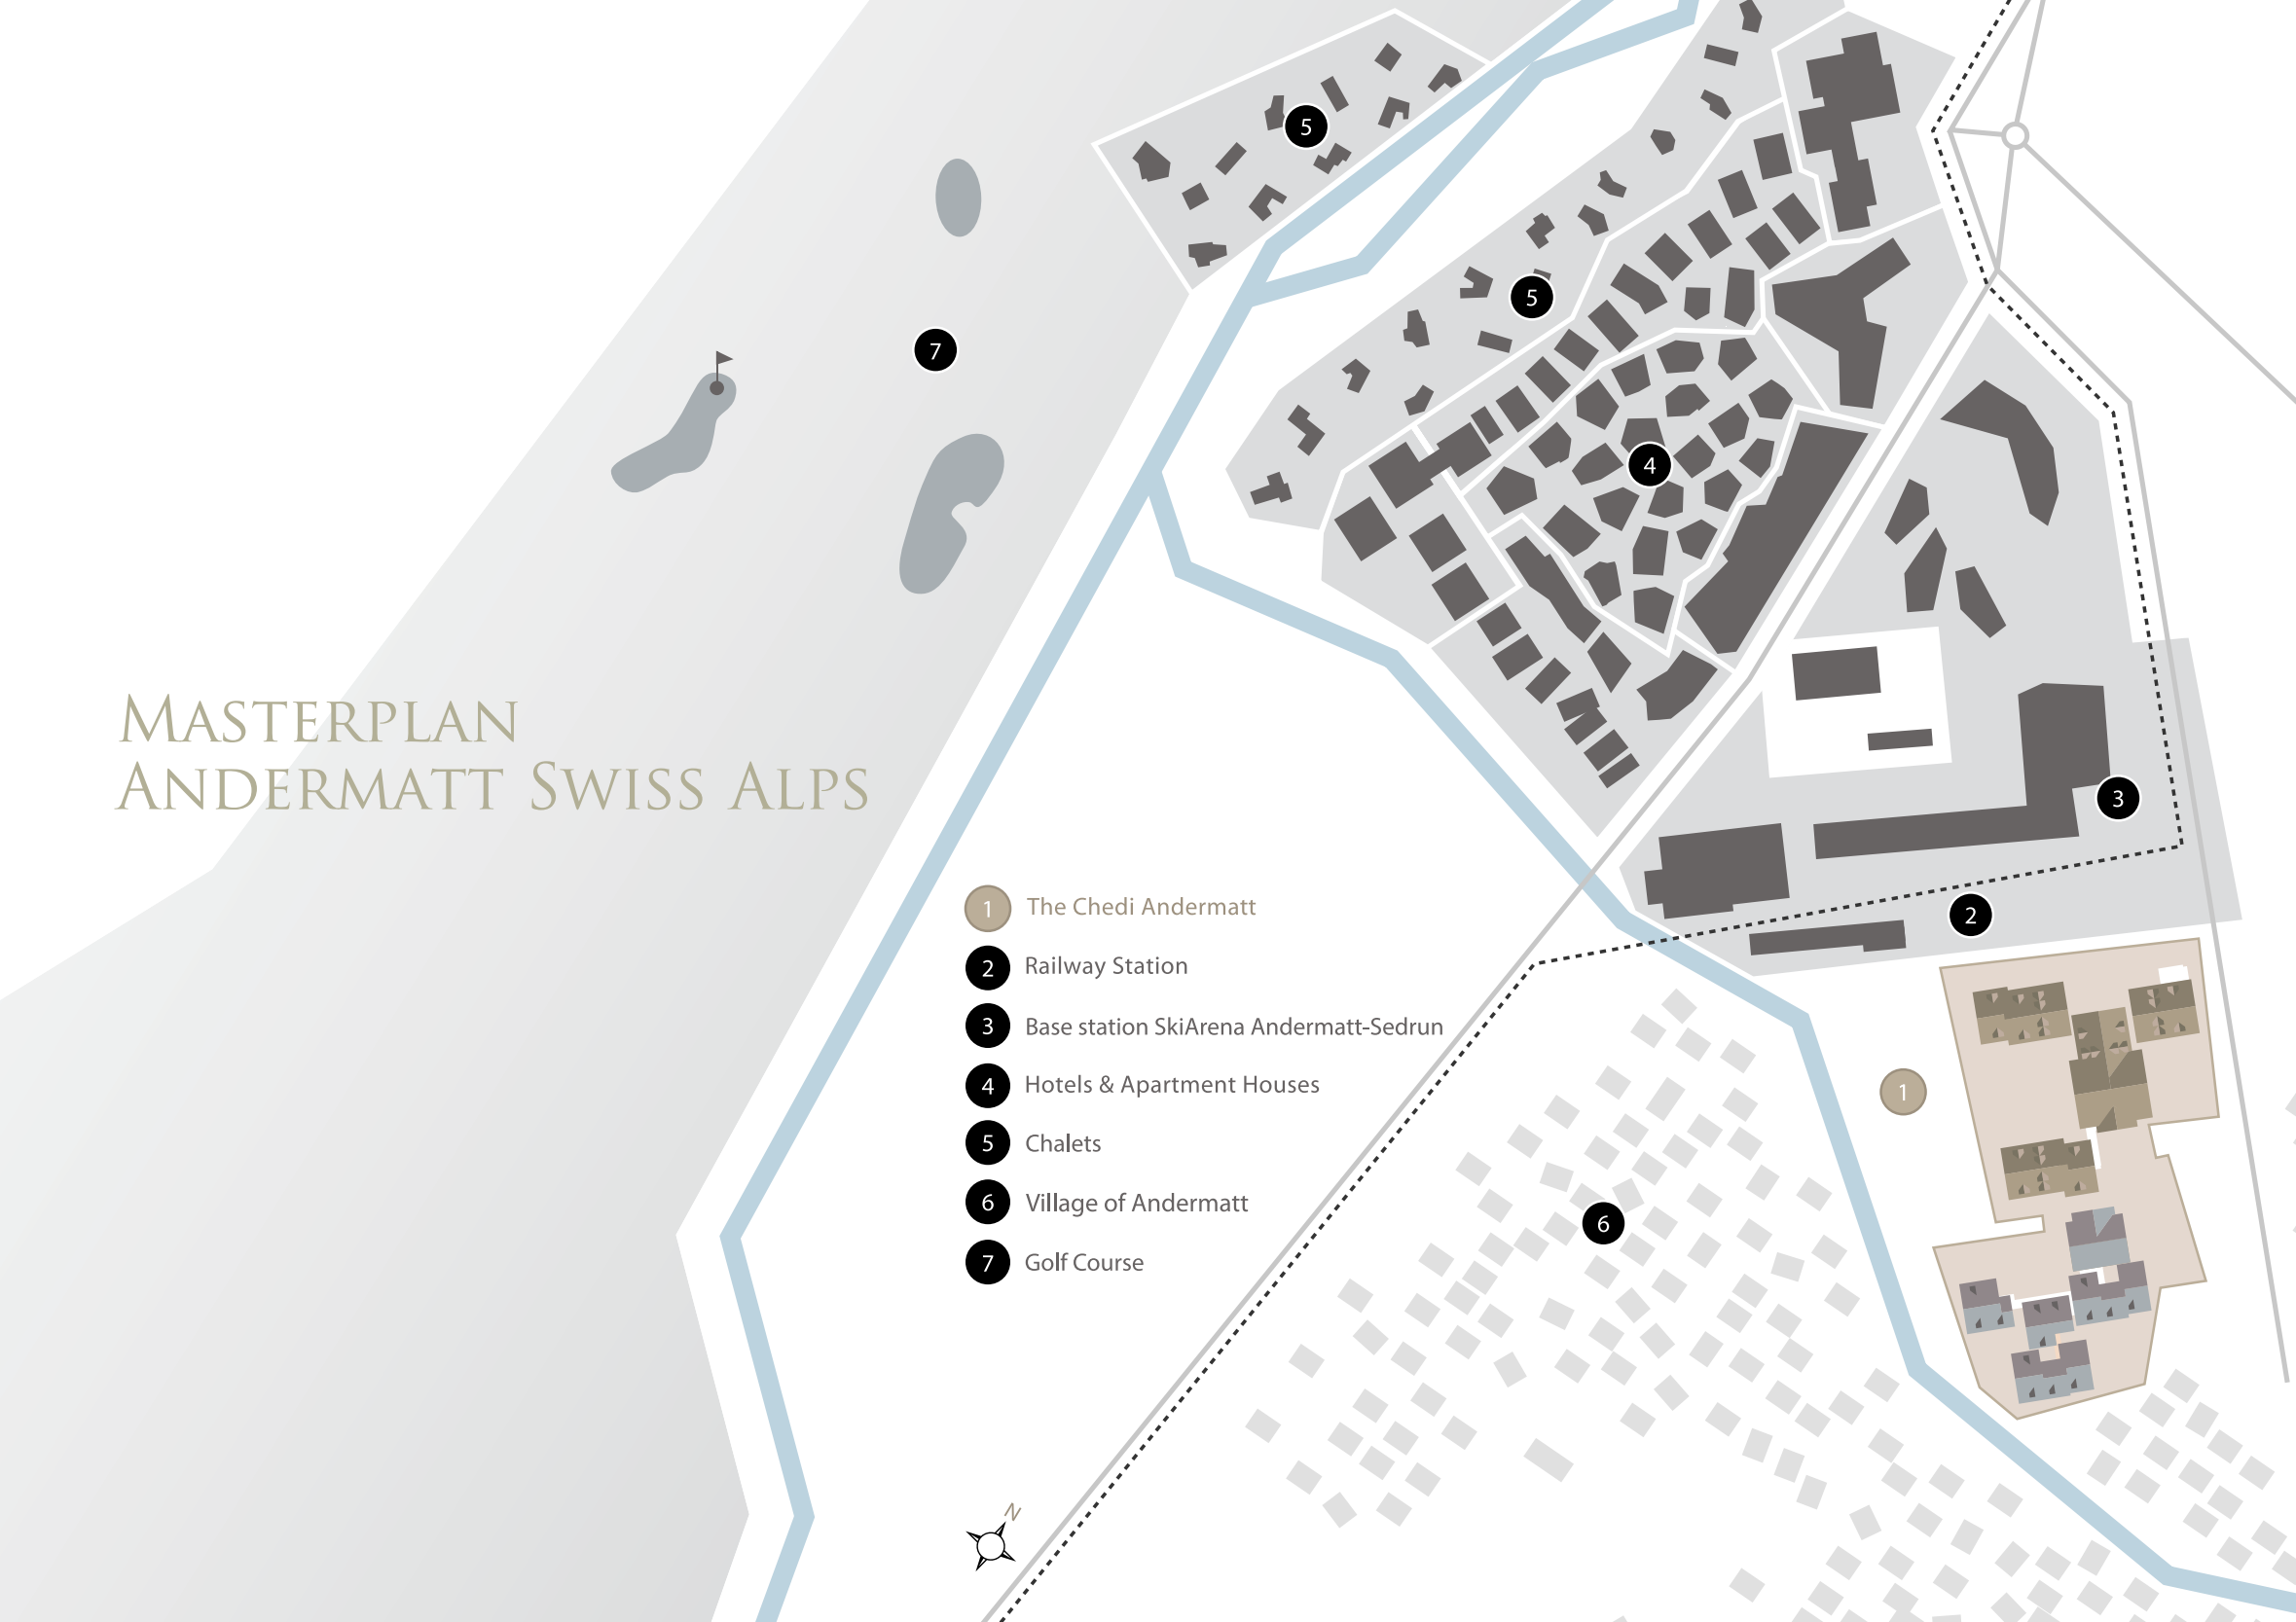 5
5
7
4
MASTERPLAN
ANDERMATT SWISS ALPS
3
1 The Chedi Andermatt
2
2 Railway Station
3 Base station SkiArena Andermatt-Sedrun
4 Hotels & Apartment Houses
1
5 Chalets
6 Village of Andermatt
6
7 Golf Course
N